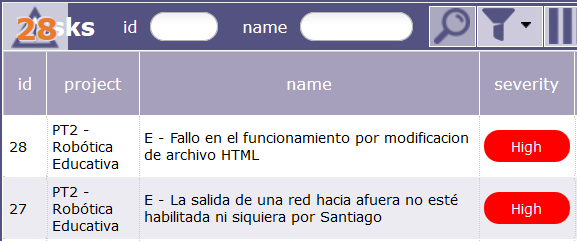 28 sks id name
id project name severity
28 PT2 - Robótica Educativa E - Fallo en el funcionamiento por modificacion de archivo HTML High
27 PT2 - Robótica Educativa E - La salida de una red hacia afuera no esté habilitada ni siquiera por Santiago High